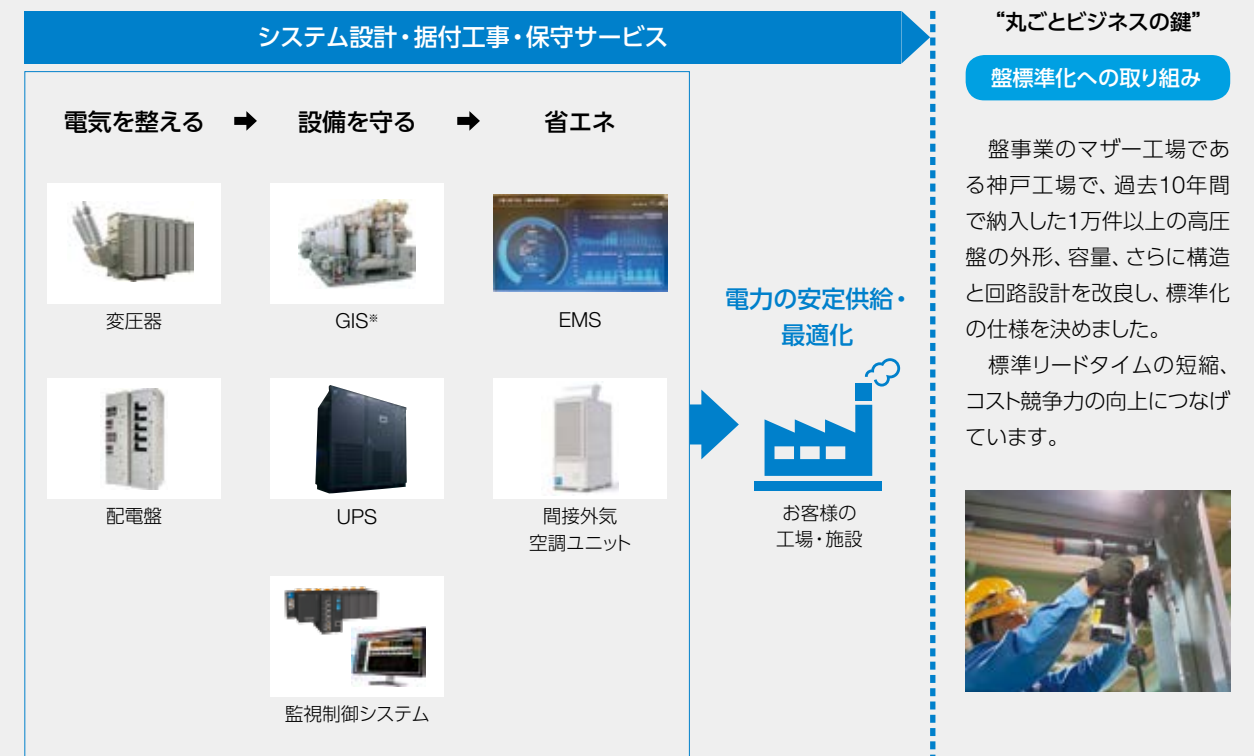 システム設計・据付工事・保守サービス
電気を整える ➡ 設備を守る ➡ 省エネ
変圧器
GIS※
EMS
配電盤
UPS
間接外気
空調ユニット
監視制御システム
電力の安定供給・
最適化
お客様の
工場・施設
“丸ごとビジネスの鍵”
盤標準化への取り組み
盤事業のマザー工場であ
る神戸工場で、過去10年間
で納入した1万件以上の高圧
盤の外形、容量、さらに構造
と回路設計を改良し、標準化
の仕様を決めました。
標準リードタイムの短縮、
コスト競争力の向上につなげ
ています。